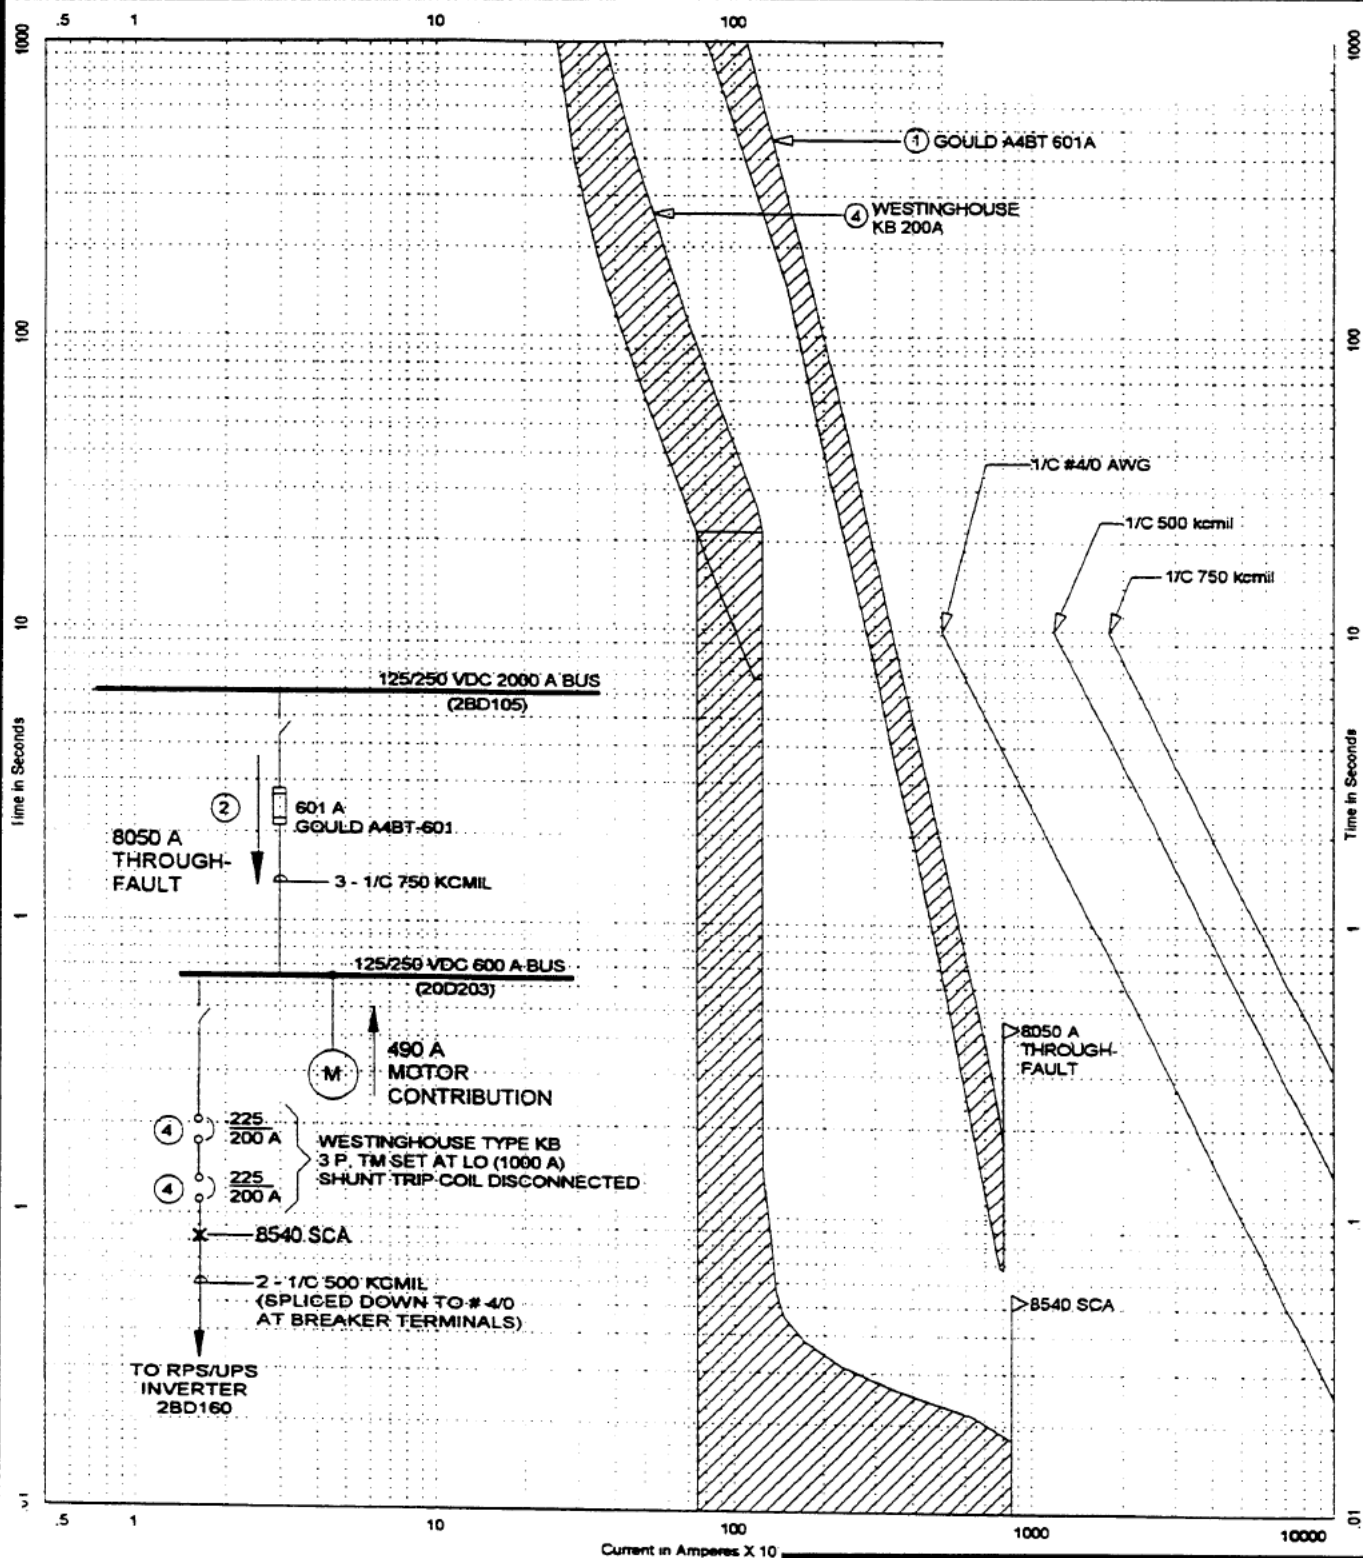 .5 1 10 100
1000
1000
① GOULD A4BT 601A
④ WESTINGHOUSE
KB 200A
100
100
1/C #4/0 AWG
1/C 500 kcmil
1/C 750 kcmil
10
10
125/250 VDC 2000 A BUS
(2BD105)
Time in Seconds
Time in Seconds
②
601 A
GOULD A4BT-601
8050 A
THROUGH-
FAULT
3 - 1/C 750 KCMIL
1
1
125/250 VDC 600 A BUS
(20D203)
8050 A
THROUGH-
FAULT
M
490 A
MOTOR
CONTRIBUTION
④ 225
200 A
④ 225
200 A
WESTINGHOUSE TYPE KB
3 P, TM SET AT LO (1000 A)
SHUNT TRIP COIL DISCONNECTED
.1
.1
8540 SCA
2 - 1/C 500 KCMIL
(SPLICED DOWN TO # 4/0
AT BREAKER TERMINALS)
8540 SCA
TO RPS/UPS
INVERTER
2BD160
.01
.01
.5 1 10 100 1000 10000
Current in Amperes X 10